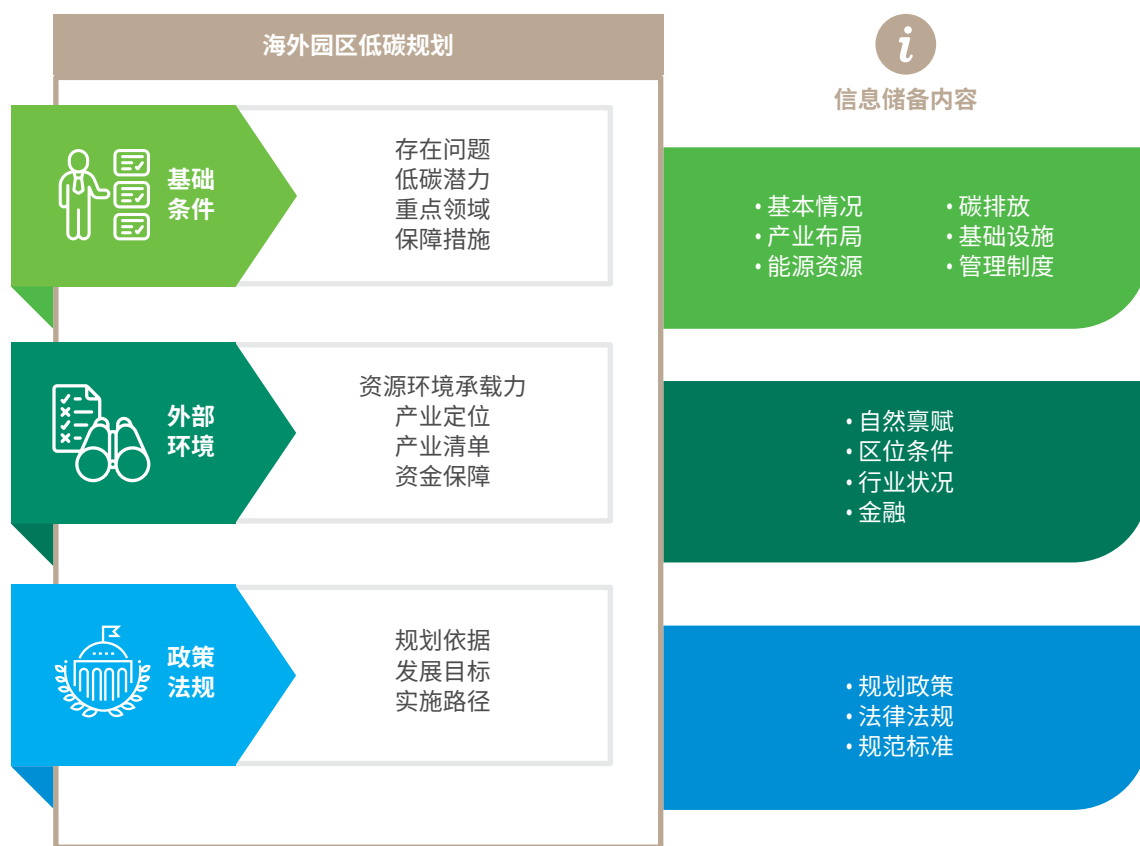 海外园区低碳规划
信息储备内容
基础
条件
存在问题
低碳潜力
重点领域
保障措施
• 基本情况
• 产业布局
• 能源资源
• 碳排放
• 基础设施
• 管理制度
外部
环境
资源环境承载力
产业定位
产业清单
资金保障
• 自然禀赋
• 区位条件
• 行业状况
• 金融
政策
法规
规划依据
发展目标
实施路径
• 规划政策
• 法律法规
• 规范标准